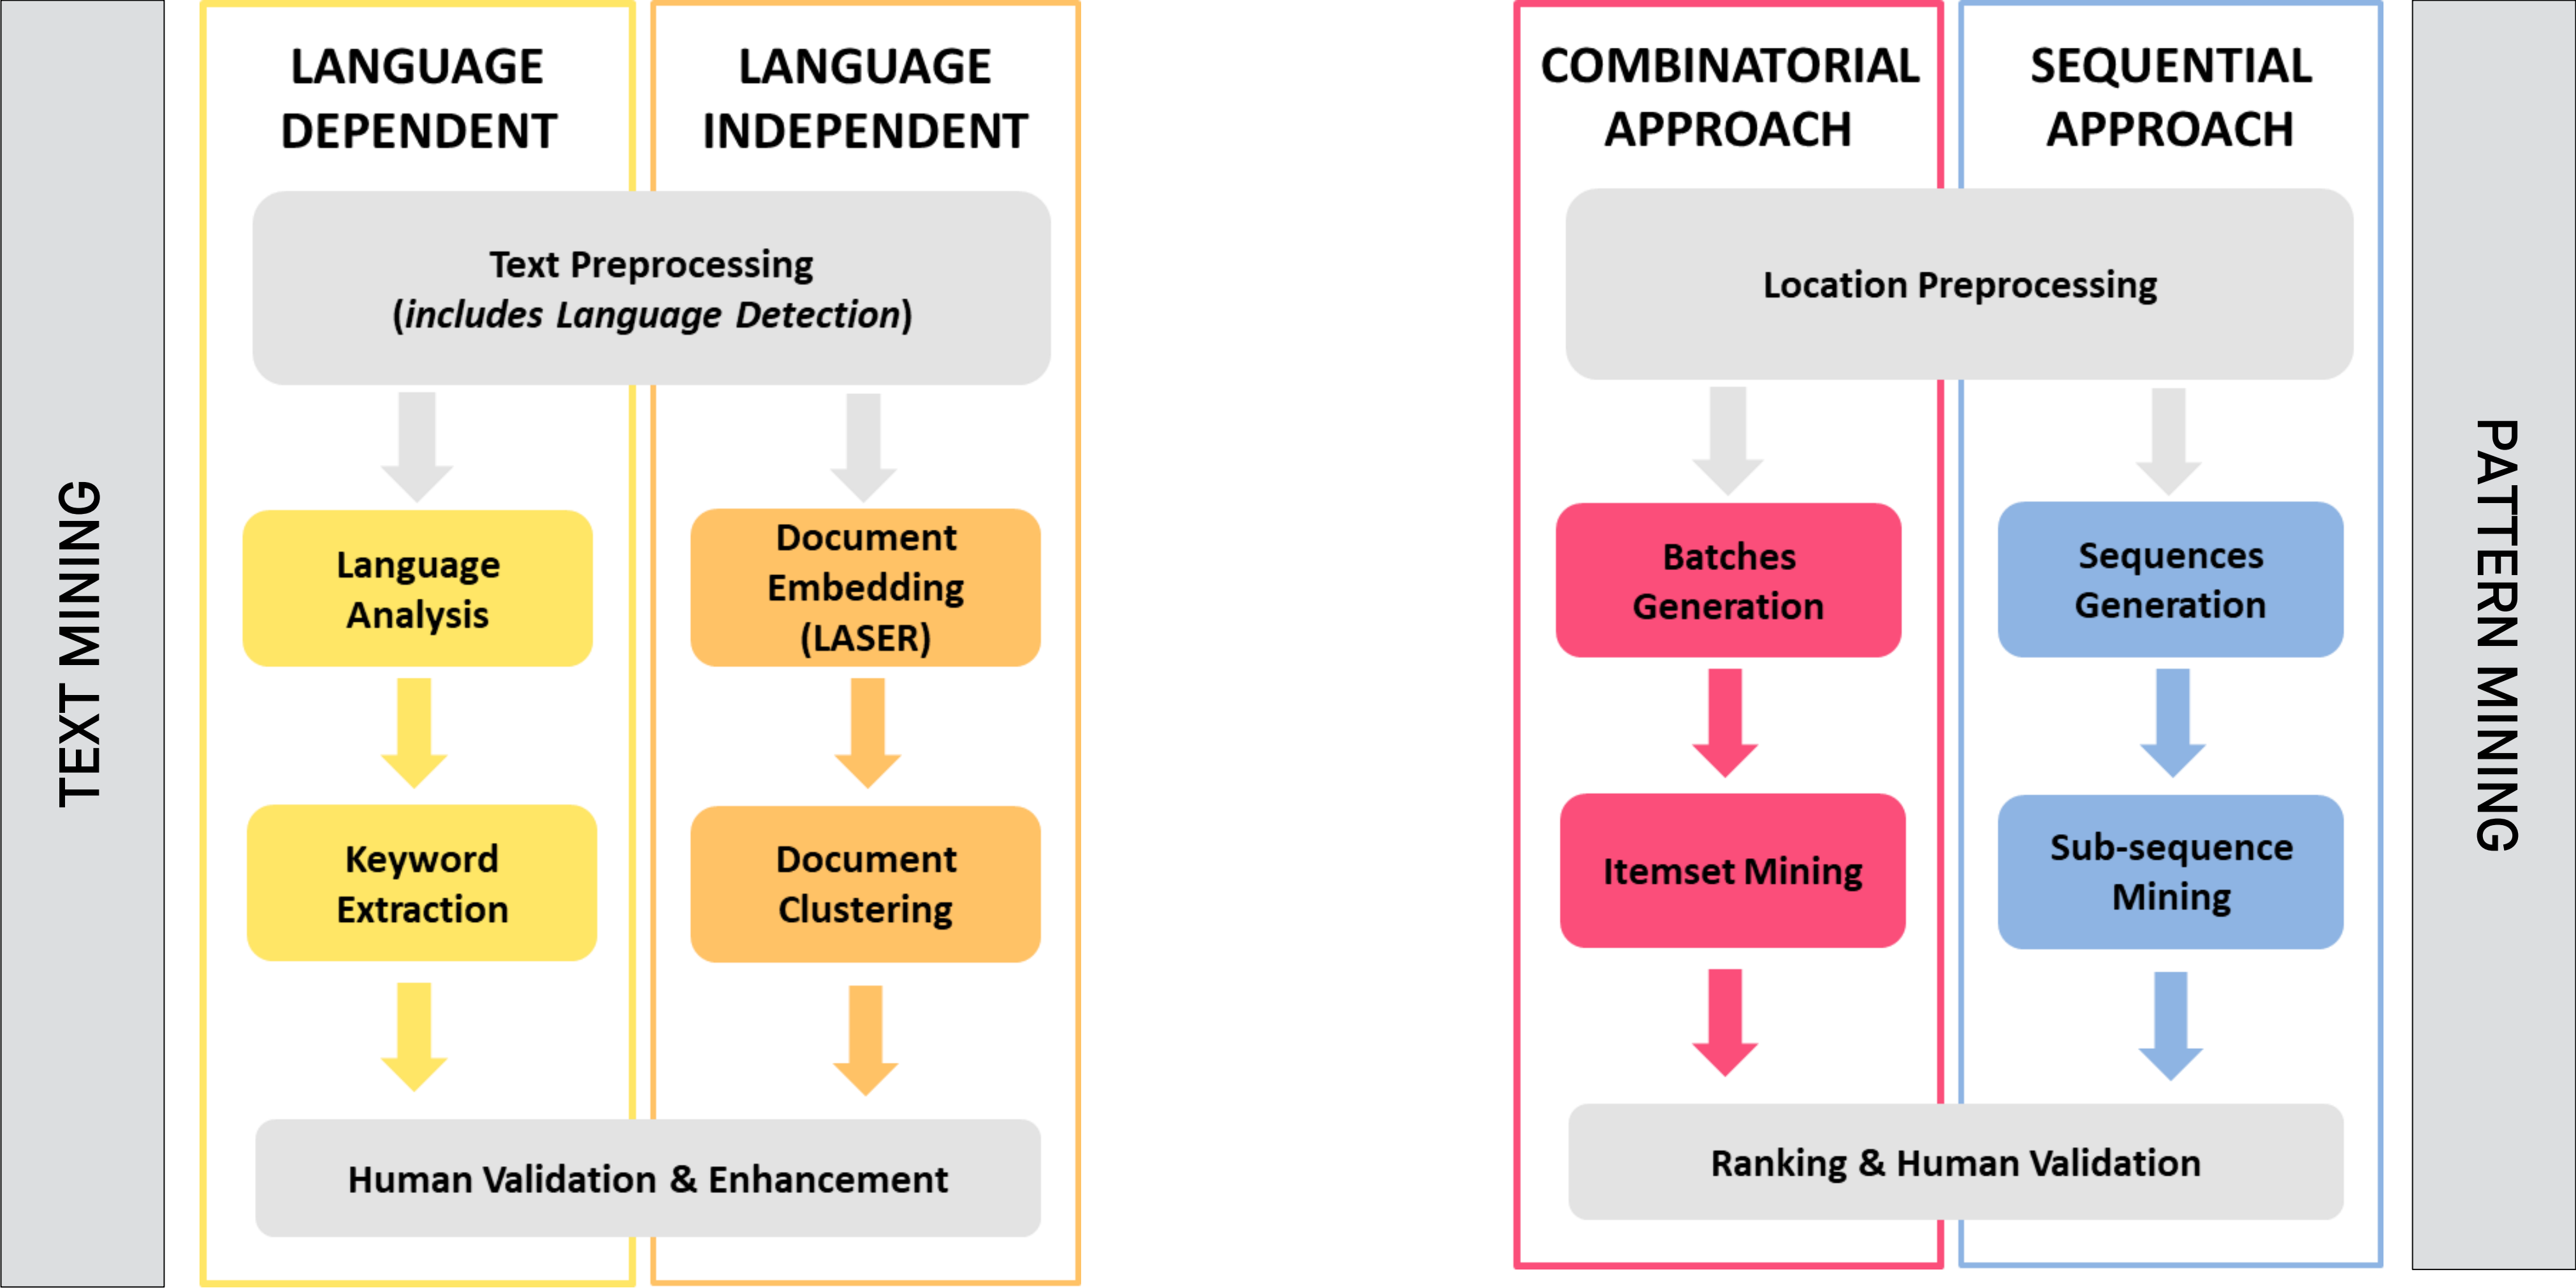 TEXT MINING
LANGUAGE
DEPENDENT
LANGUAGE
INDEPENDENT
Text Preprocessing
(includes Language Detection)
Language
Analysis
Document
Embedding
(LASER)
Keyword
Extraction
Document
Clustering
Human Validation & Enhancement
COMBINATORIAL
APPROACH
SEQUENTIAL
APPROACH
Location Preprocessing
Batches
Generation
Sequences
Generation
Itemset Mining
Sub-sequence
Mining
Ranking & Human Validation
PATTERN MINING